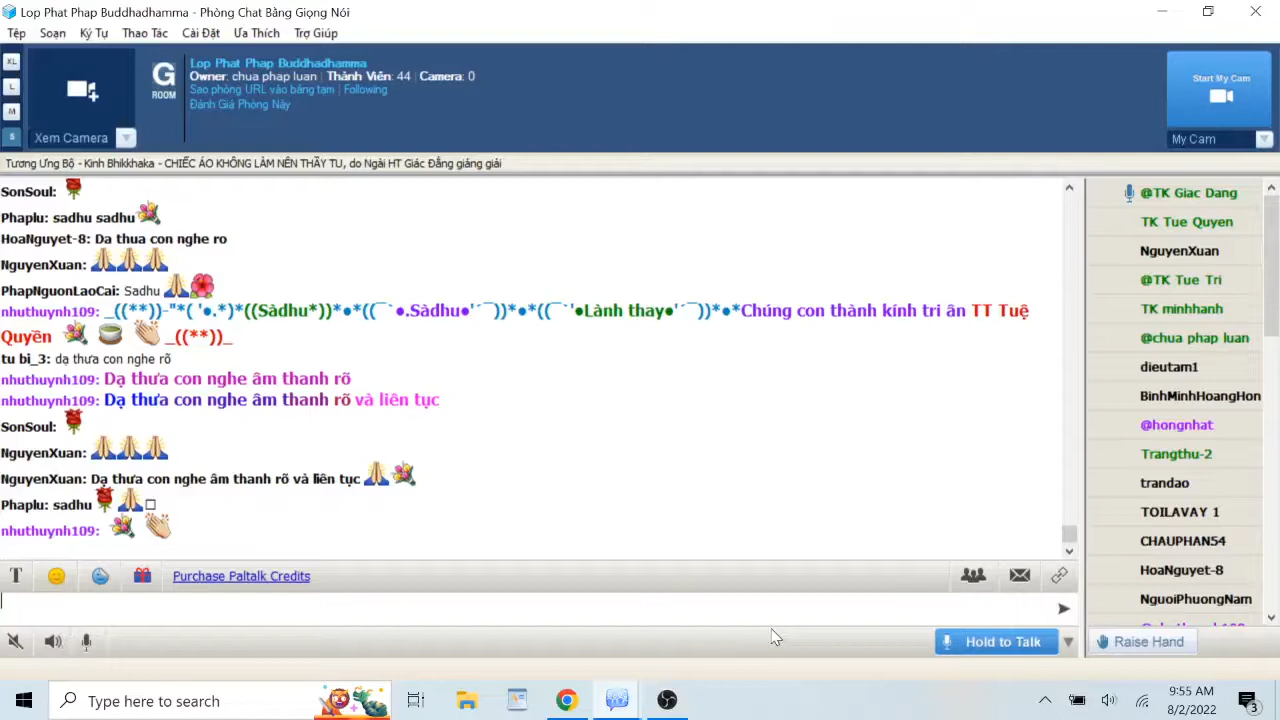 Lop Phat Phap Buddhadhamma - Phòng Chat Bằng Giọng Nói
Tệp Soạn Ký Tự Thao Tác Cài Đặt Ưa Thích Trợ Giúp
XL
L
M
S
Xem Camera
G
ROOM
Lop Phat Phap Buddhadhamma
Owner: chua phap luan | Thành Viên: 44 | Camera: 0
Sao phòng URL vào bảng tạm | Following
Đánh Giá Phòng Này
Start My Cam
My Cam
Tương Ưng Bộ - Kinh Bhikkhaka - CHIẾC ÁO KHÔNG LÀM NÊN THẦY TU, do Ngài HT Giác Đẳng giảng giải
SonSoul:
Phaplu: sadhu sadhu
HoaNguyet-8: Da thua con nghe ro
NguyenXuan:
PhapNguonLaoCai: Sadhu
nhuthuynh109: _((**))-"*( '●.*)*((Sàdhu*))*●*((¯`●.Sàdhu●'´¯))*●*((¯`'●Lành thay●'´¯))*●*Chúng con thành kính tri ân TT Tuệ
Quyền _((**))_
tu bi_3: dạ thưa con nghe rõ
nhuthuynh109: Dạ thưa con nghe âm thanh rõ
nhuthuynh109: Dạ thưa con nghe âm thanh rõ và liên tục
SonSoul:
NguyenXuan:
NguyenXuan: Dạ thưa con nghe âm thanh rõ và liên tục
Phaplu: sadhu
nhuthuynh109:
T Purchase Paltalk Credits
Hold to Talk
@TK Giac Dang
TK Tue Quyen
NguyenXuan
@TK Tue Tri
TK minhhanh
@chua phap luan
dieutam1
BinhMinhHoangHon
@hongnhat
Trangthu-2
trandao
TOILAVAY 1
CHAUPHAN54
HoaNguyet-8
NguoiPhuongNam
Raise Hand
Type here to search
9:55 AM
8/2/2022
3